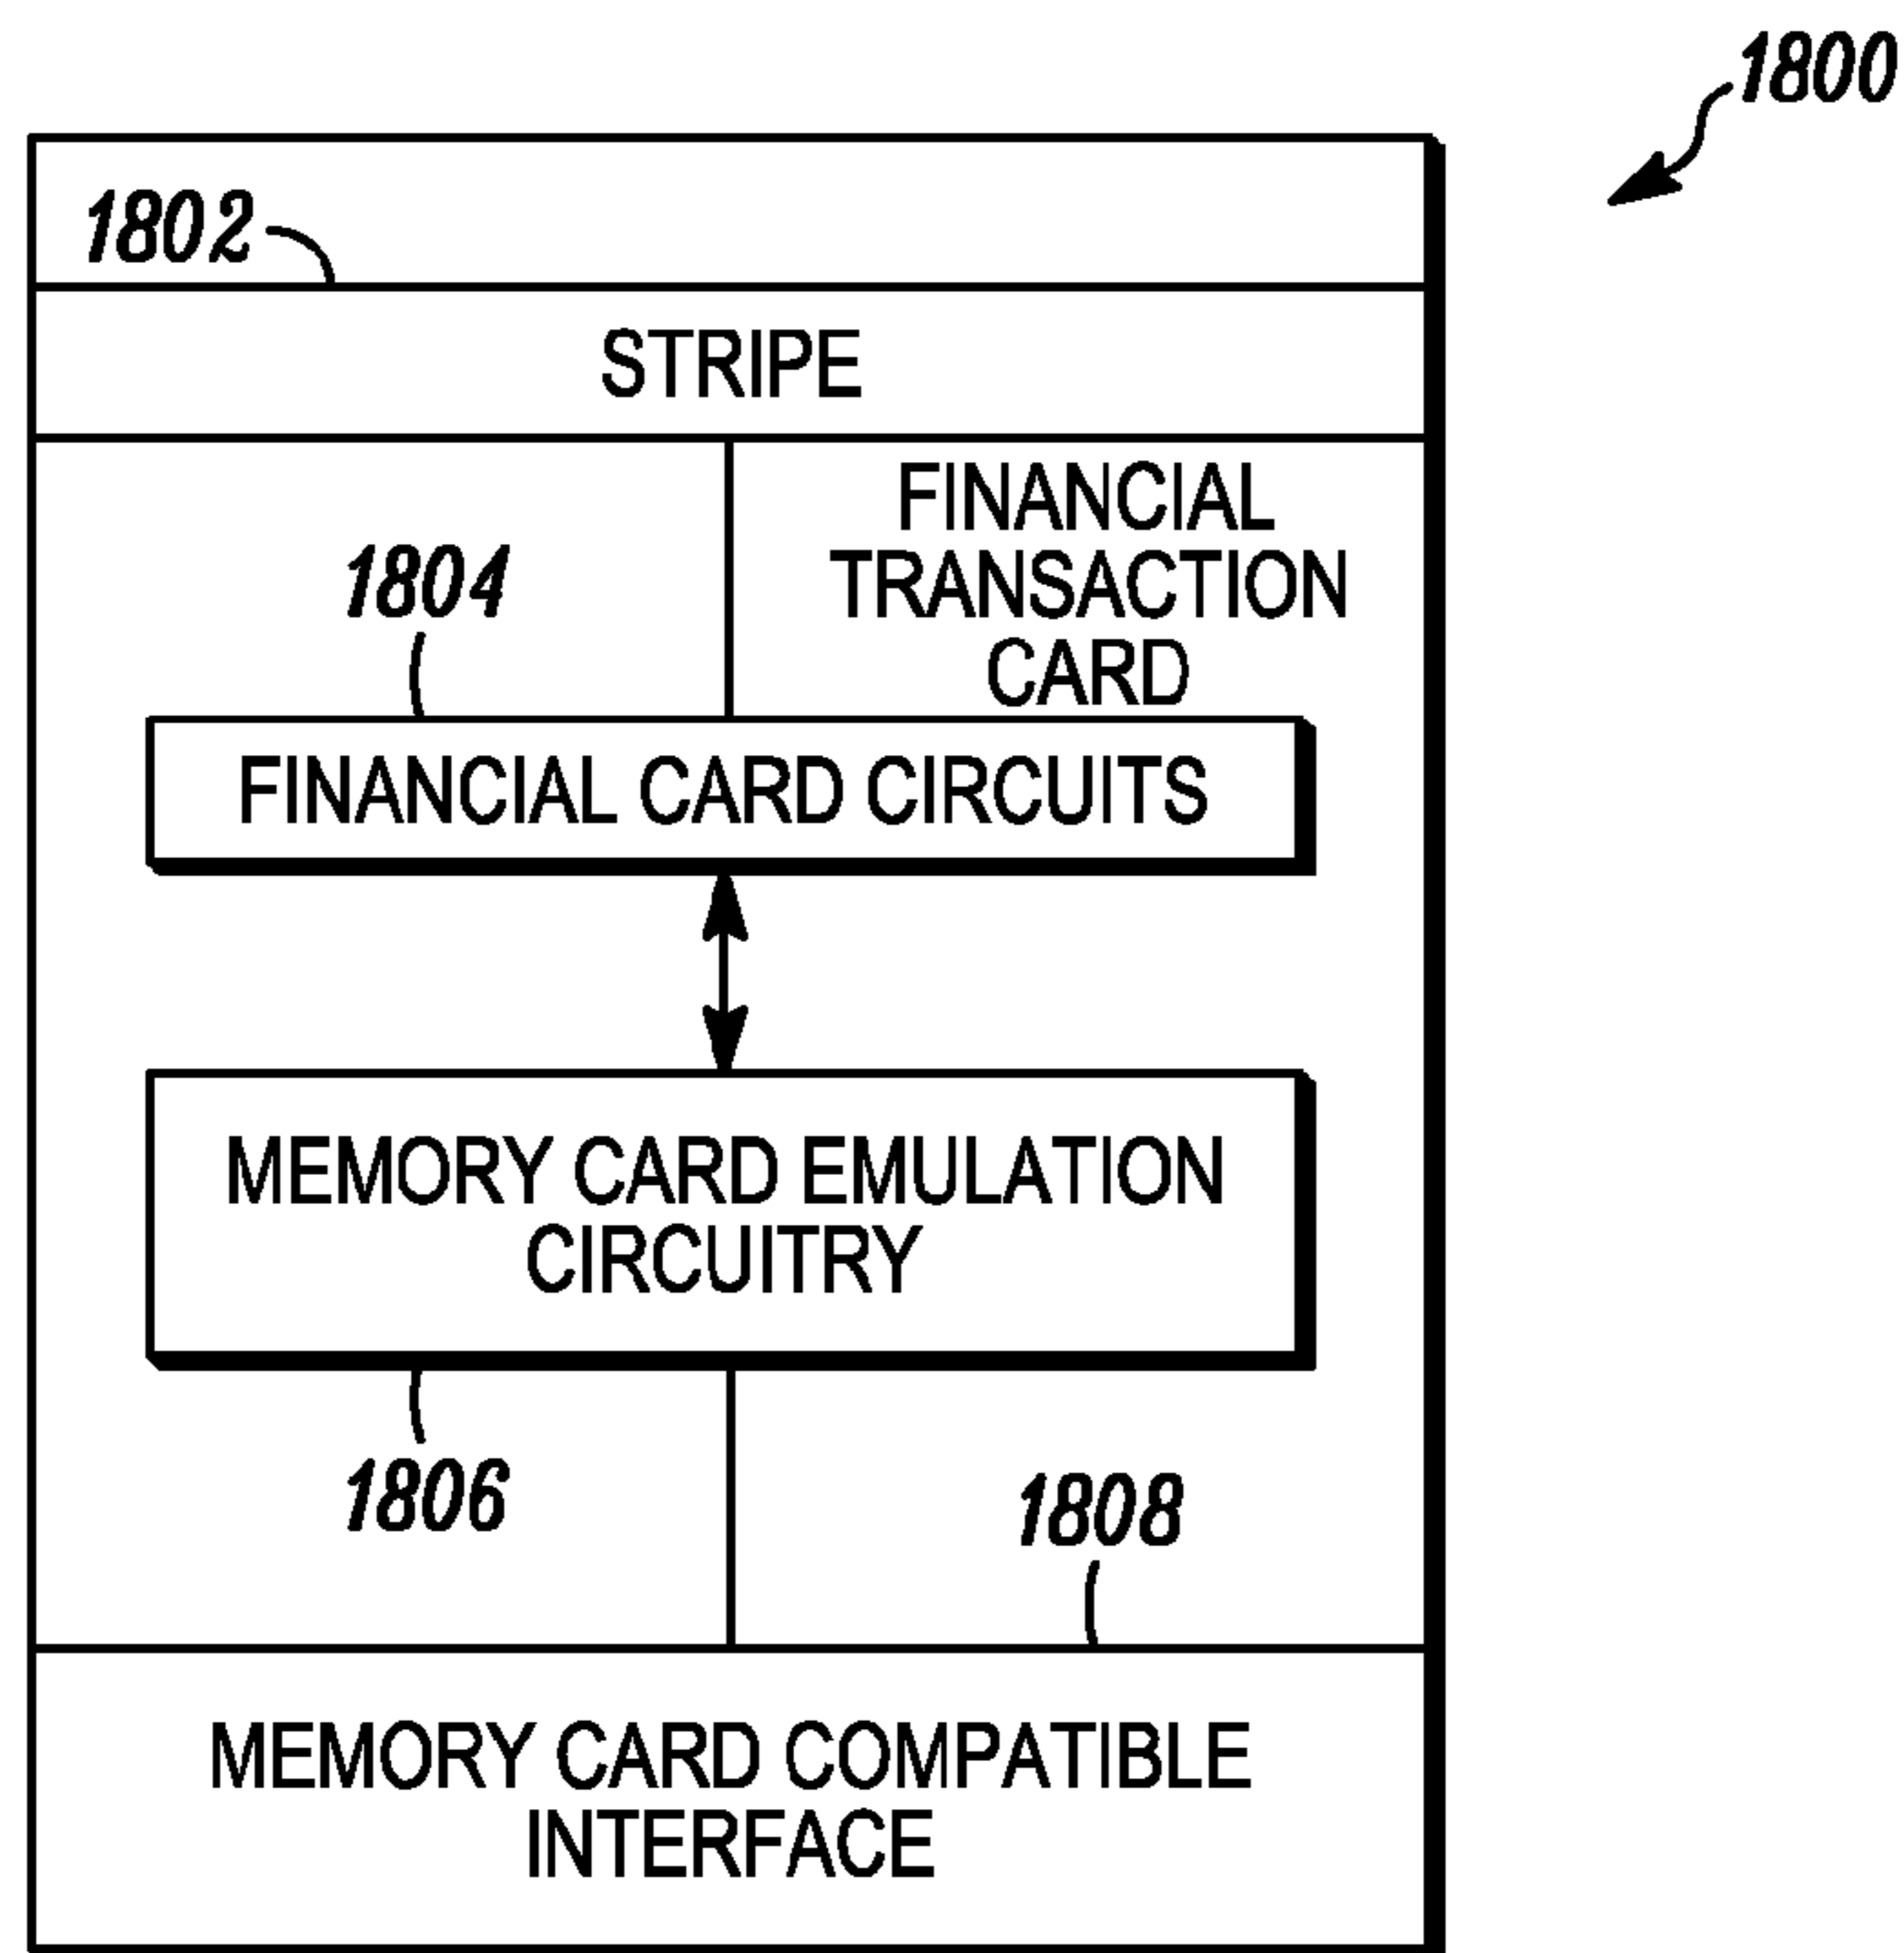 1800
1802
STRIPE
FINANCIAL
TRANSACTION
CARD
1804
FINANCIAL CARD CIRCUITS
MEMORY CARD EMULATION
CIRCUITRY
1806
1808
MEMORY CARD COMPATIBLE
INTERFACE